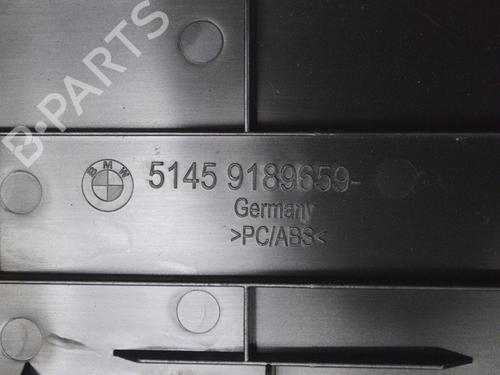 B-PARTS
BMW
5145 9189659-
Germany
>PC/ABS<